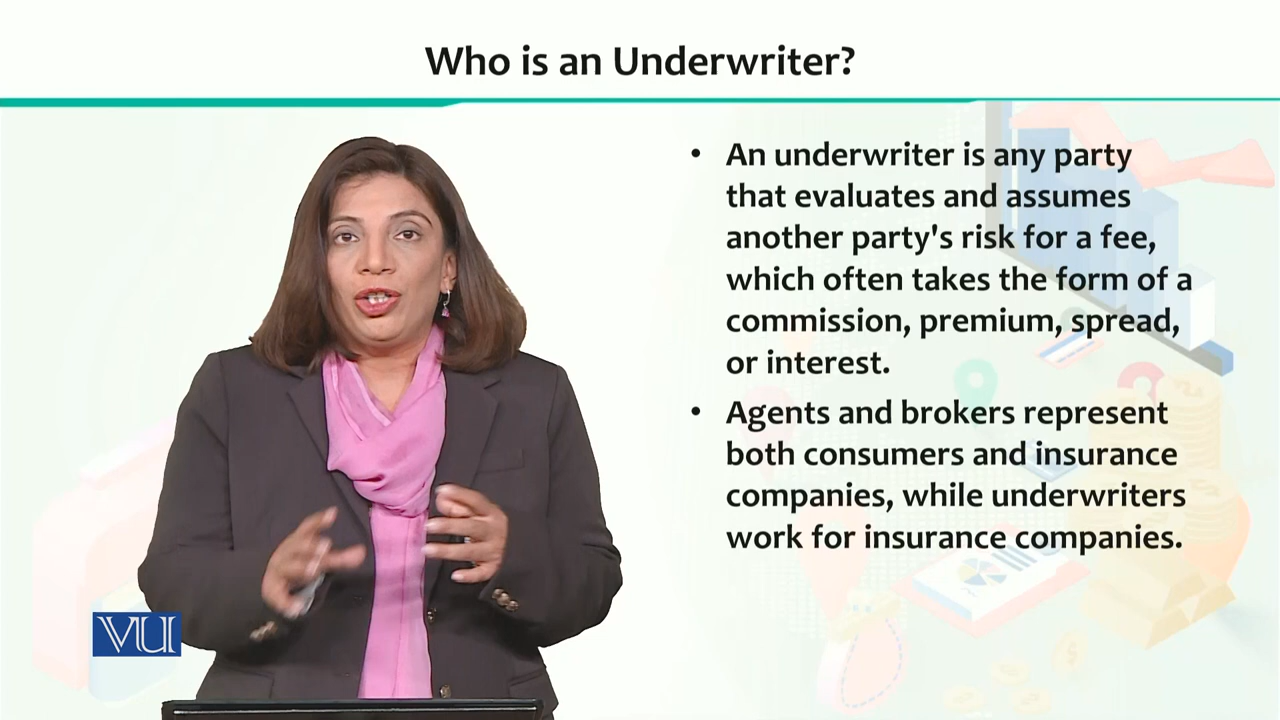 Who is an Underwriter?
• An underwriter is any party
that evaluates and assumes
another party's risk for a fee,
which often takes the form of a
commission, premium, spread,
or interest.
• Agents and brokers represent
both consumers and insurance
companies, while underwriters
work for insurance companies.
VU